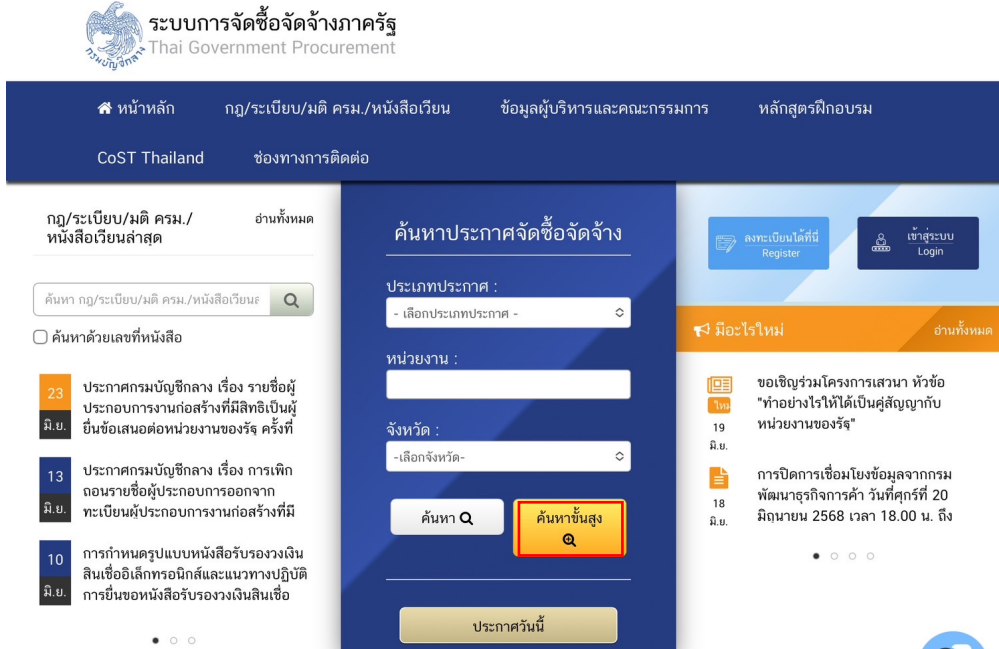 ระบบการจัดซื้อจัดจ้างภาครัฐ
Thai Government Procurement
กรมบัญชีกลาง
หน้าหลัก
กฎ/ระเบียบ/มติ ครม./หนังสือเวียน
ข้อมูลผู้บริหารและคณะกรรมการ
หลักสูตรฝึกอบรม
CoST Thailand
ช่องทางการติดต่อ
กฎ/ระเบียบ/มติ ครม./
หนังสือเวียนล่าสุด
อ่านทั้งหมด
ค้นหา กฎ/ระเบียบ/มติ ครม./หนังสือเวียนล
ค้นหาด้วยเลขที่หนังสือ
23
มิ.ย.
ประกาศกรมบัญชีกลาง เรื่อง รายชื่อผู้
ประกอบการงานก่อสร้างที่มีสิทธิเป็นผู้
ยื่นข้อเสนอต่อหน่วยงานของรัฐ ครั้งที่
13
มิ.ย.
ประกาศกรมบัญชีกลาง เรื่อง การเพิก
ถอนรายชื่อผู้ประกอบการออกจาก
ทะเบียนผู้ประกอบการงานก่อสร้างที่มี
10
มิ.ย.
การกำหนดรูปแบบหนังสือรับรองวงเงิน
สินเชื่ออิเล็กทรอนิกส์และแนวทางปฏิบัติ
การยื่นขอหนังสือรับรองวงเงินสินเชื่อ
ค้นหาประกาศจัดซื้อจัดจ้าง
ประเภทประกาศ :
- เลือกประเภทประกาศ -
หน่วยงาน :
จังหวัด :
-เลือกจังหวัด-
ค้นหา
ค้นหาขั้นสูง
ประกาศวันนี้
ลงทะเบียนได้ที่นี่
Register
เข้าสู่ระบบ
Login
มีอะไรใหม่
อ่านทั้งหมด
ใหม่
19
มิ.ย.
ขอเชิญร่วมโครงการเสวนา หัวข้อ
"ทำอย่างไรให้ได้เป็นคู่สัญญากับ
หน่วยงานของรัฐ"
18
มิ.ย.
การปิดการเชื่อมโยงข้อมูลจากกรม
พัฒนาธุรกิจการค้า วันที่ศุกร์ที่ 20
มิถุนายน 2568 เวลา 18.00 น. ถึง